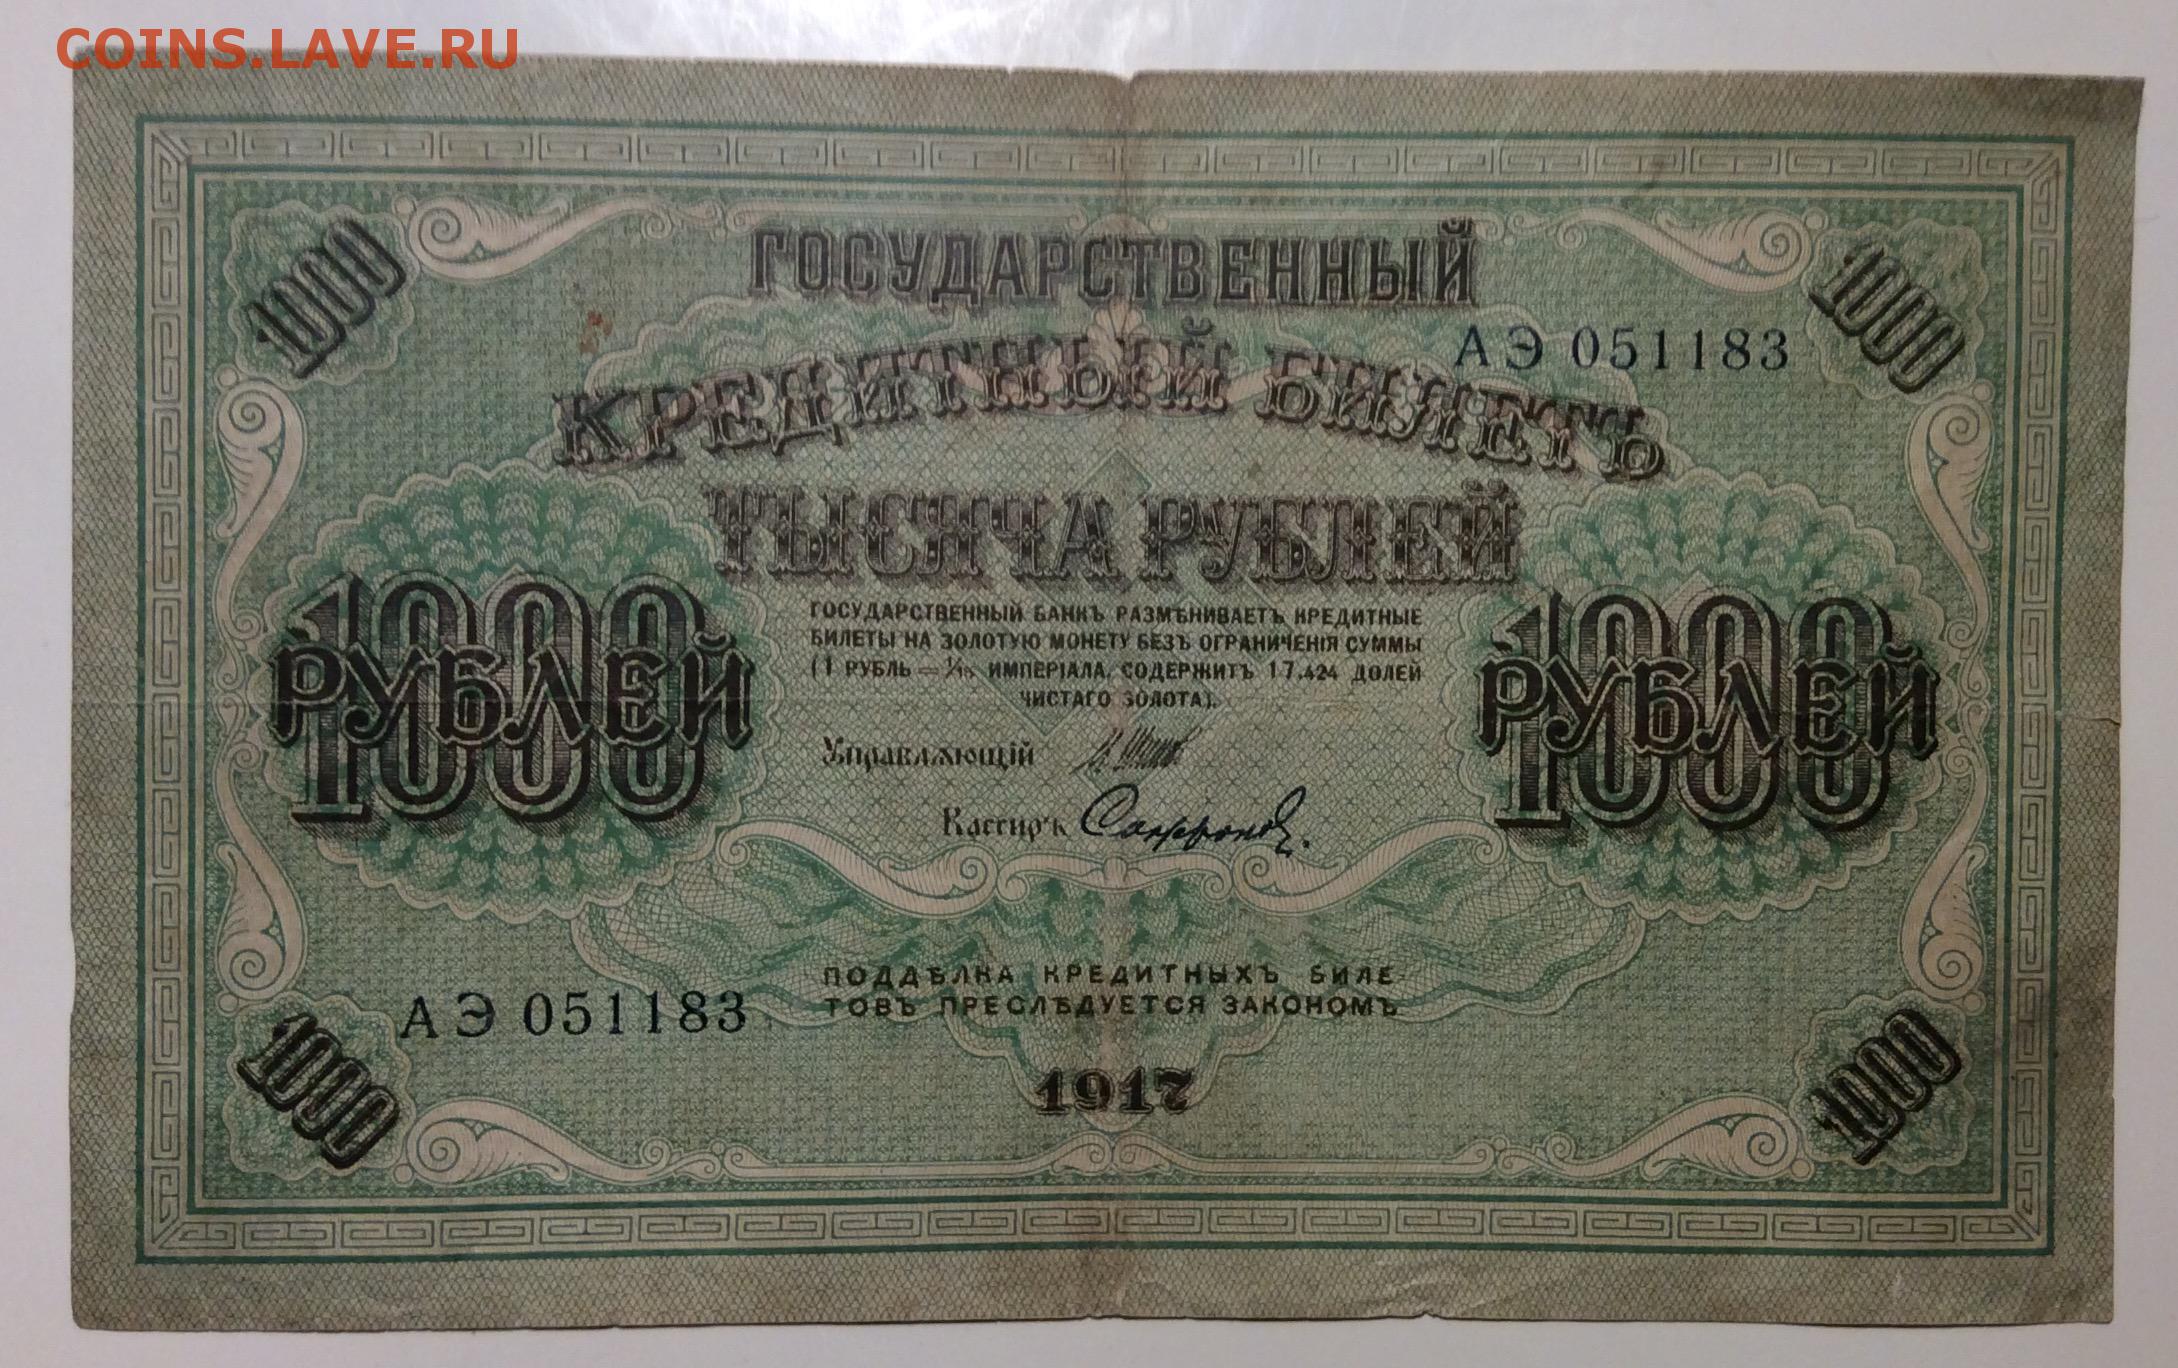 COINS.LAVE.RU
1000
1000
ГОСУДАРСТВЕННЫЙ
АЭ 051183
КРЕДИТНЫЙ БИЛЕТЪ
ТЫСЯЧА РУБЛЕЙ
1000
РУБЛЕЙ
1000
РУБЛЕЙ
ГОСУДАРСТВЕННЫЙ БАНКЪ РАЗМѢНИВАЕТЪ КРЕДИТНЫЕ
БИЛЕТЫ НА ЗОЛОТУЮ МОНЕТУ БЕЗЪ ОГРАНИЧЕНІЯ СУММЫ
(1 РУБЛЬ = 1/15 ИМПЕРІАЛА, СОДЕРЖИТЪ 17,424 ДОЛЕЙ
ЧИСТАГО ЗОЛОТА).
Управляющій
Кассиръ Сафронов
ПОДДѢЛКА КРЕДИТНЫХЪ БИЛЕ-
ТОВЪ ПРЕСЛѢДУЕТСЯ ЗАКОНОМЪ
АЭ 051183
1917
1000
1000